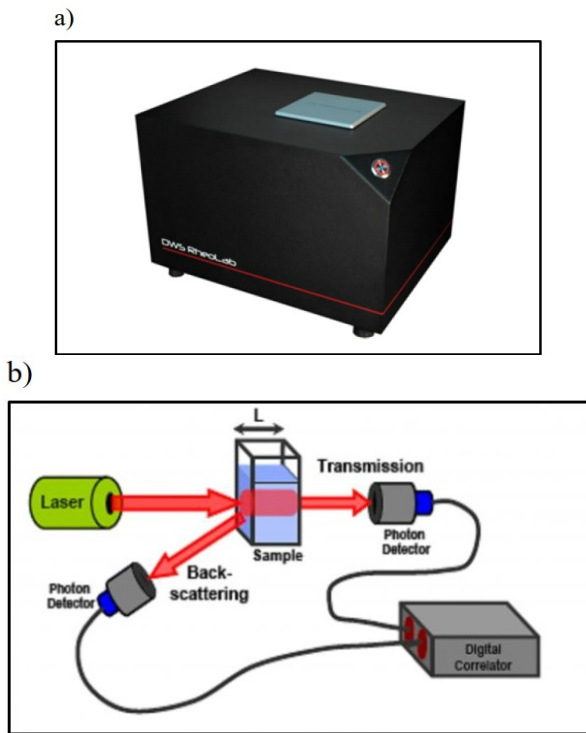 a)
DWS RheoLab
b)
L
Transmission
Laser
Photon
Detector
Sample
Back-
scattering
Photon
Detector
Digital
Correlator